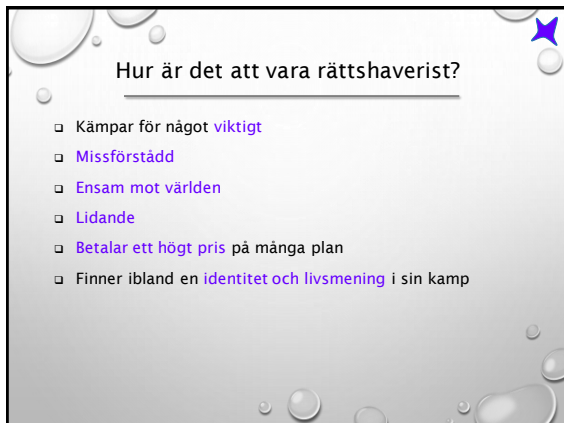 Hur är det att vara rättshaverist?
Kämpar för något viktigt
Missförstådd
Ensam mot världen
Lidande
Betalar ett högt pris på många plan
Finner ibland en identitet och livsmening i sin kamp